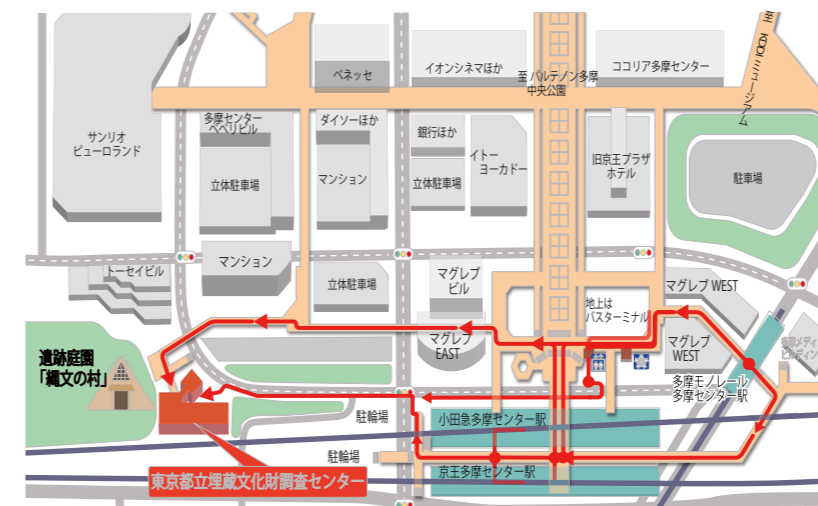 至 KDDI ミュージアム
ベネッセ
イオンシネマほか
至 パルテノン多摩
中央公園
ココリア多摩センター
サンリオ
ピューロランド
多摩センター
ペペリビル
ダイソーほか
銀行ほか
イトー
ヨーカドー
旧京王プラザ
ホテル
駐車場
立体駐車場
マンション
立体駐車場
トーセイビル
マンション
立体駐車場
マグレブ
ビル
マグレブ WEST
地上は
バスターミナル
マグレブ
EAST
マグレブ
WEST
遺跡庭園
「縄文の村」
多摩モノレール
多摩センター駅
駐輪場
小田急多摩センター駅
駐輪場
京王多摩センター駅
東京都立埋蔵文化財調査センター